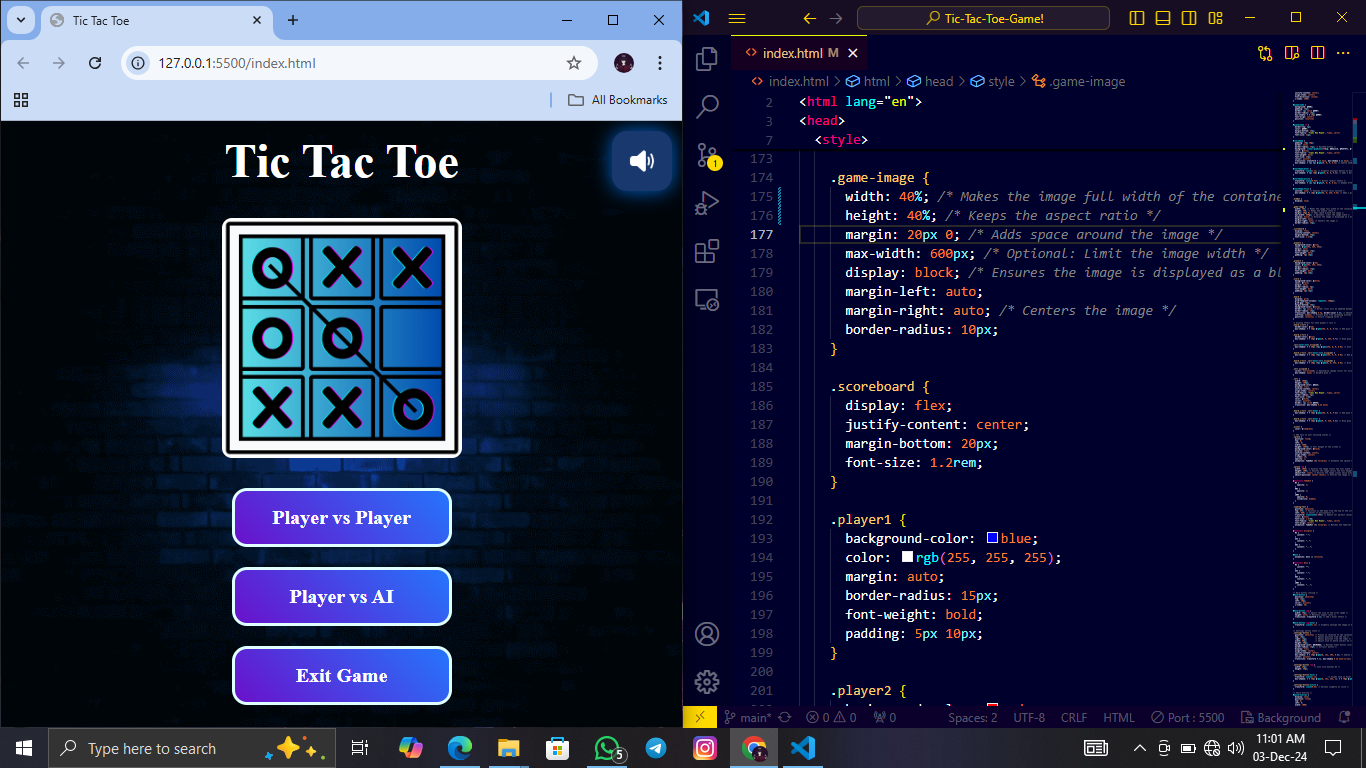 Tic Tac Toe
127.0.0.1:5500/index.html
All Bookmarks
Tic Tac Toe
Player vs Player
Player vs AI
Exit Game
Tic-Tac-Toe-Game!
index.html M
index.html > html > head > style > .game-image
2 <html lang="en">
3 <head>
7 <style>
173
174 .game-image {
175 width: 40%; /* Makes the image full width of the containe
176 height: 40%; /* Keeps the aspect ratio */
177 margin: 20px 0; /* Adds space around the image */
178 max-width: 600px; /* Optional: Limit the image width */
179 display: block; /* Ensures the image is displayed as a bl
180 margin-left: auto;
181 margin-right: auto; /* Centers the image */
182 border-radius: 10px;
183 }
184
185 .scoreboard {
186 display: flex;
187 justify-content: center;
188 margin-bottom: 20px;
189 font-size: 1.2rem;
190 }
191
192 .player1 {
193 background-color: blue;
194 color: rgb(255, 255, 255);
195 margin: auto;
196 border-radius: 15px;
197 font-weight: bold;
198 padding: 5px 10px;
199 }
200
201 .player2 {
main* 0 0 0 Spaces: 2 UTF-8 CRLF HTML Port : 5500 Background
Type here to search
5
11:01 AM
03-Dec-24